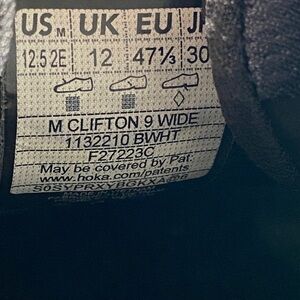 US M UK EU
12.5 2E 12 47⅓ 30
M CLIFTON 9 WIDE
1132210 BWHT
F27223C
May be covered by Pat.
www.hoka.com/patents